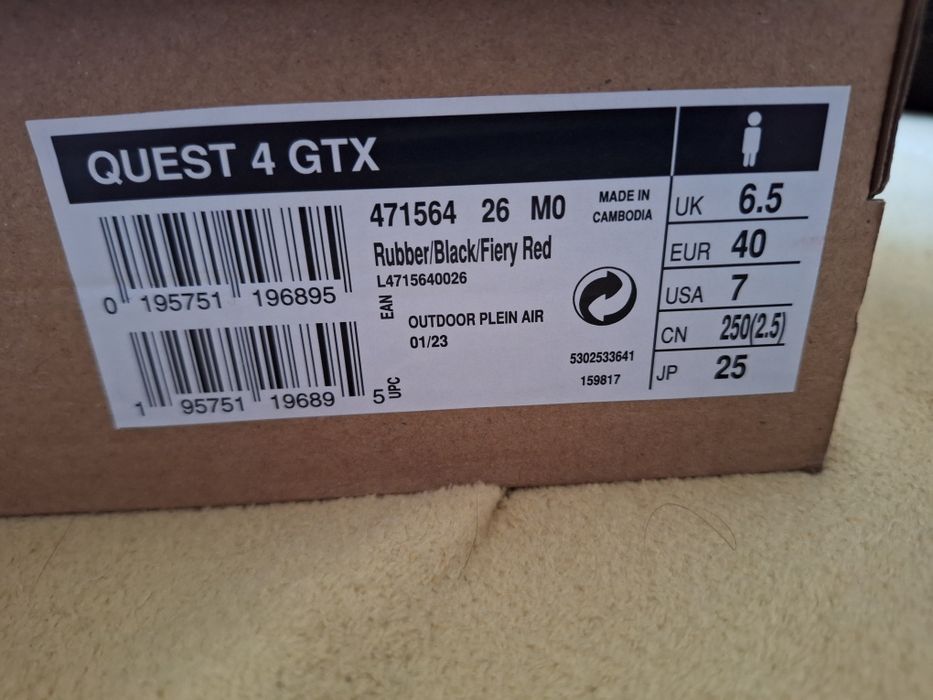 QUEST 4 GTX
471564 26 M0
MADE IN
CAMBODIA
Rubber/Black/Fiery Red
L4715640026
0 195751 196895
EAN
OUTDOOR PLEIN AIR
01/23
1 95751 19689 5
UPC
5302533641
159817
UK 6.5
EUR 40
USA 7
CN 250(2.5)
JP 25